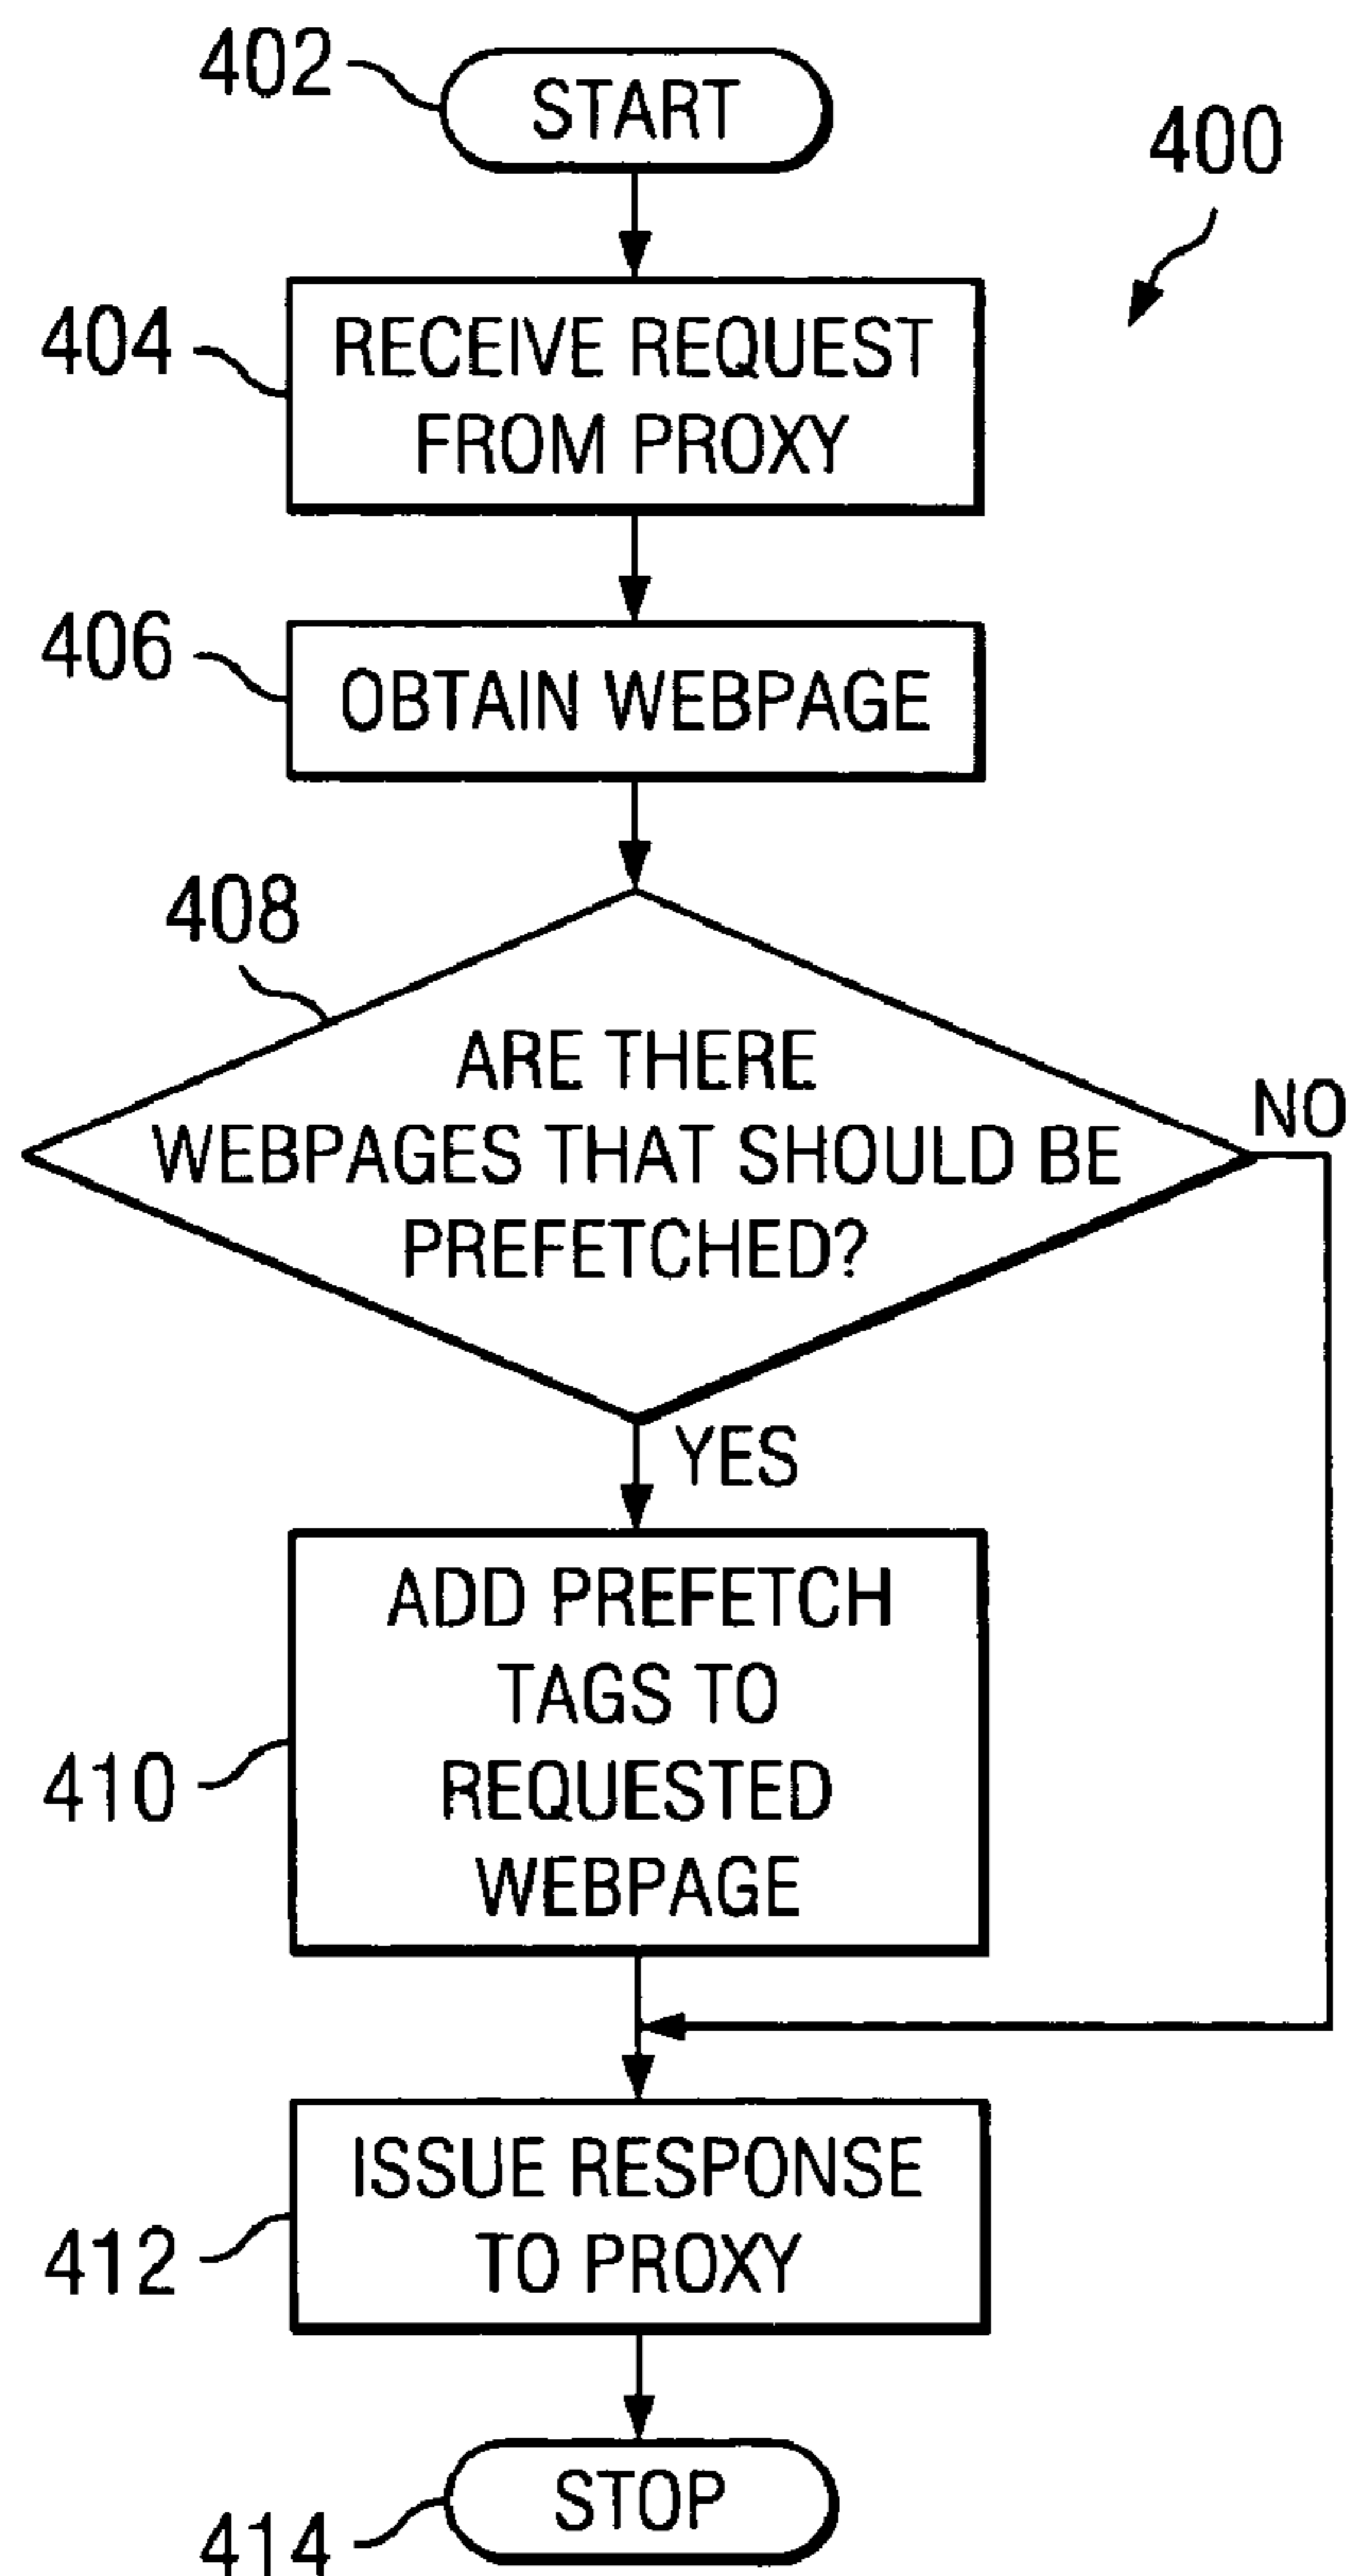 402
START
400
404
RECEIVE REQUEST
FROM PROXY
406
OBTAIN WEBPAGE
408
ARE THERE
WEBPAGES THAT SHOULD BE
PREFETCHED?
NO
YES
410
ADD PREFETCH
TAGS TO
REQUESTED
WEBPAGE
412
ISSUE RESPONSE
TO PROXY
414
STOP